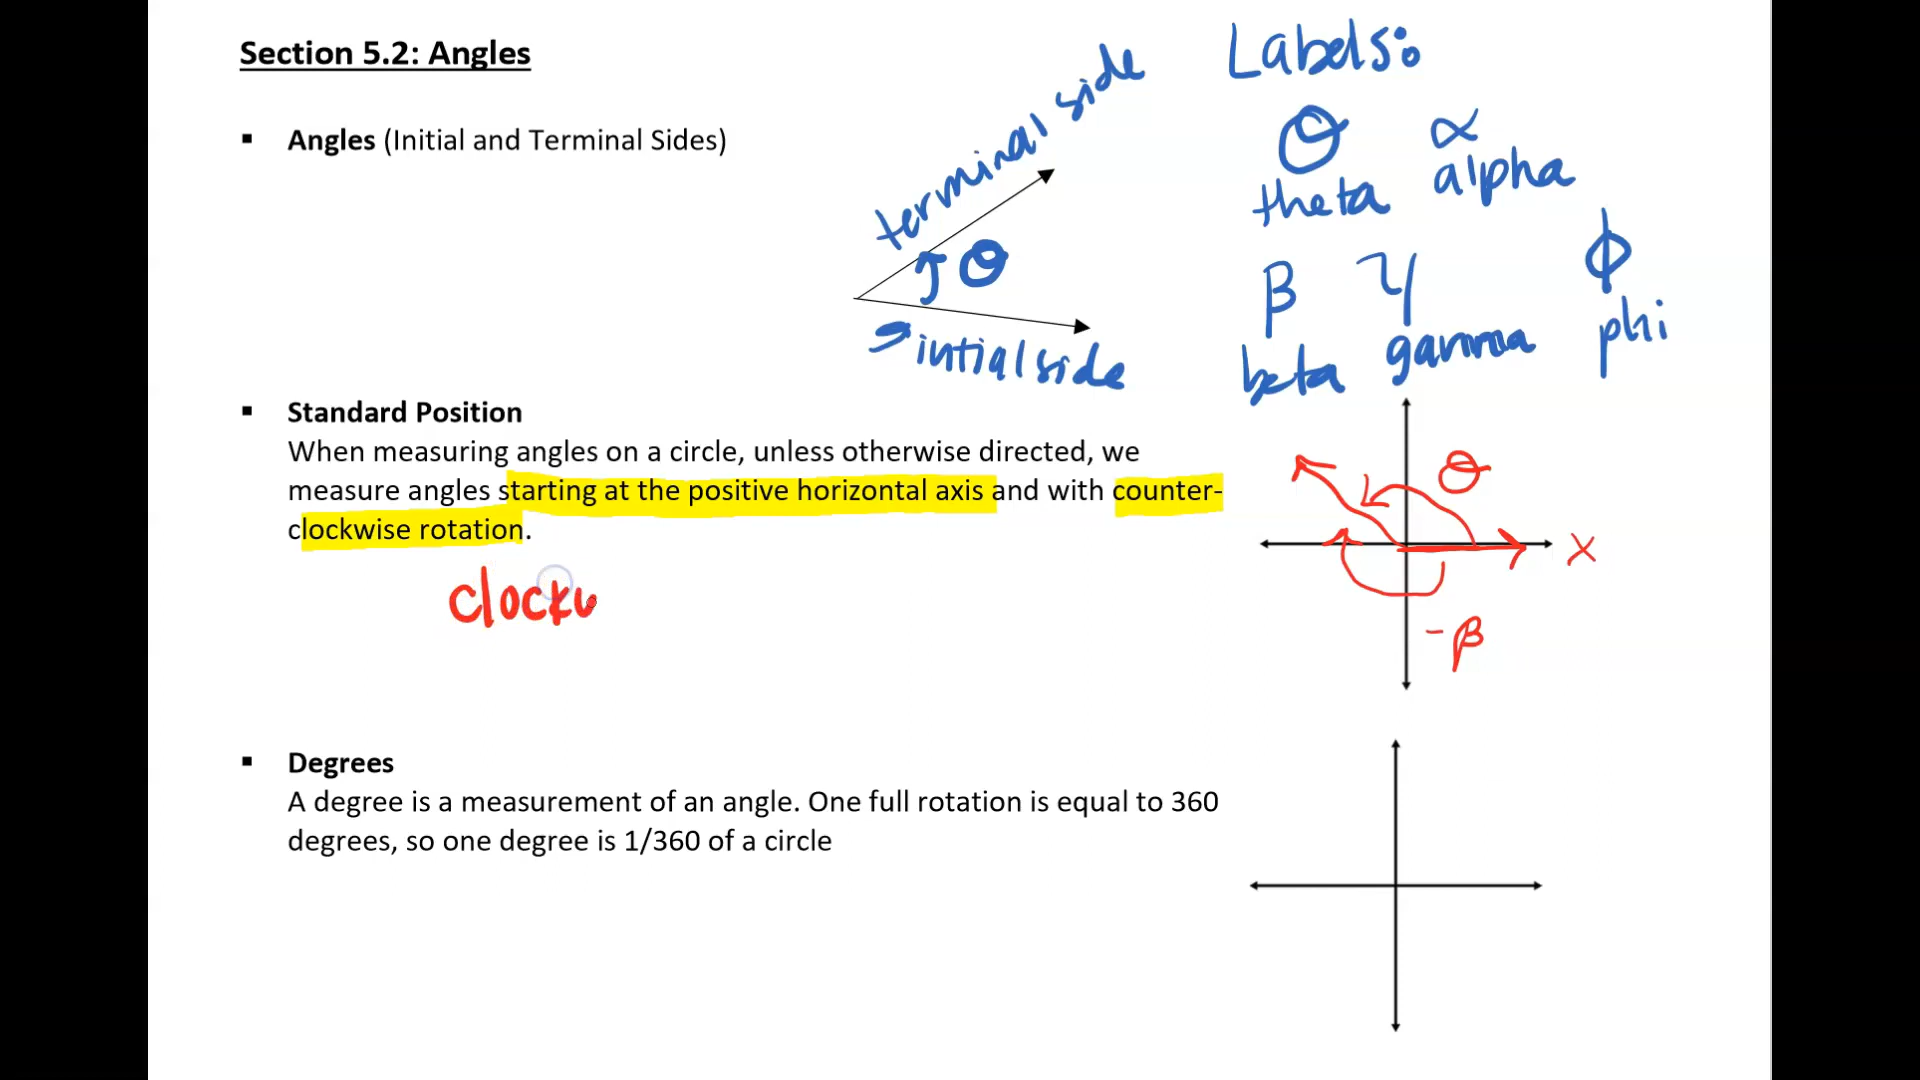 Section 5.2: Angles
▪ Angles (Initial and Terminal Sides)
terminal side
θ
intial side
Labels:
θ α
theta alpha
β γ ϕ
beta gamma phi
▪ Standard Position
When measuring angles on a circle, unless otherwise directed, we
measure angles starting at the positive horizontal axis and with counter-
clockwise rotation.
clockw
θ
x
-β
▪ Degrees
A degree is a measurement of an angle. One full rotation is equal to 360
degrees, so one degree is 1/360 of a circle